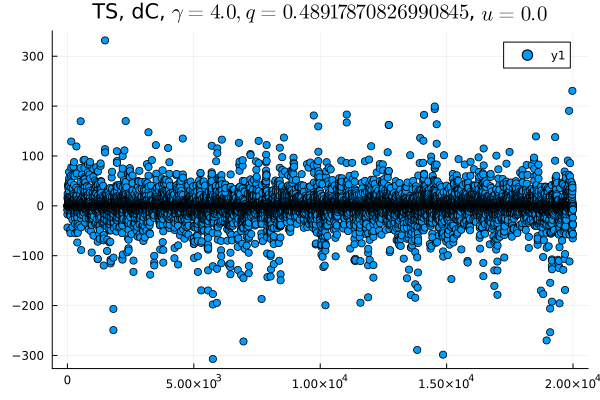 TS, dC, γ = 4.0, q = 0.48917870826990845, u = 0.0
y1
300
200
100
0
−100
−200
−300
0 5.00×10³ 1.00×10⁴ 1.50×10⁴ 2.00×10⁴